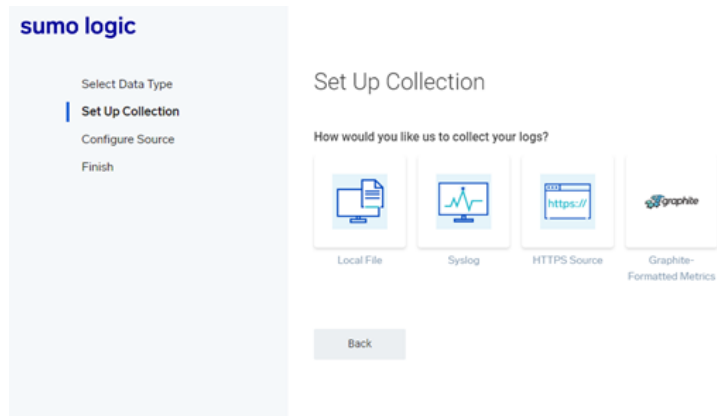 sumo logic
Select Data Type
Set Up Collection
Configure Source
Finish
Set Up Collection
How would you like us to collect your logs?
https://
graphite
Local File
Syslog
HTTPS Source
Graphite-
Formatted Metrics
Back